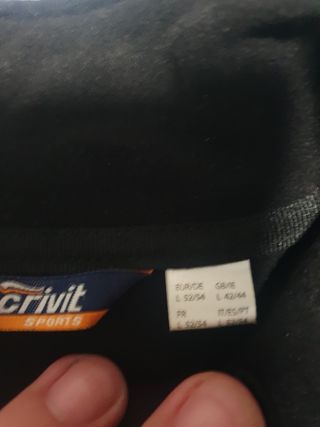 crivit
SPORTS
EUR/DE GB/IE
L 52/54 L 42/44
FR IT/ES/PT
L 52/54 L